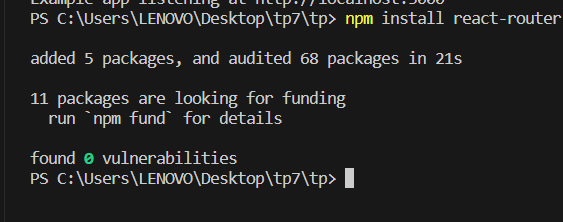 Example app listening at http://localhost:3000
PS C:\Users\LENOVO\Desktop\tp7\tp> npm install react-router
added 5 packages, and audited 68 packages in 21s
11 packages are looking for funding
  run `npm fund` for details
found 0 vulnerabilities
PS C:\Users\LENOVO\Desktop\tp7\tp>